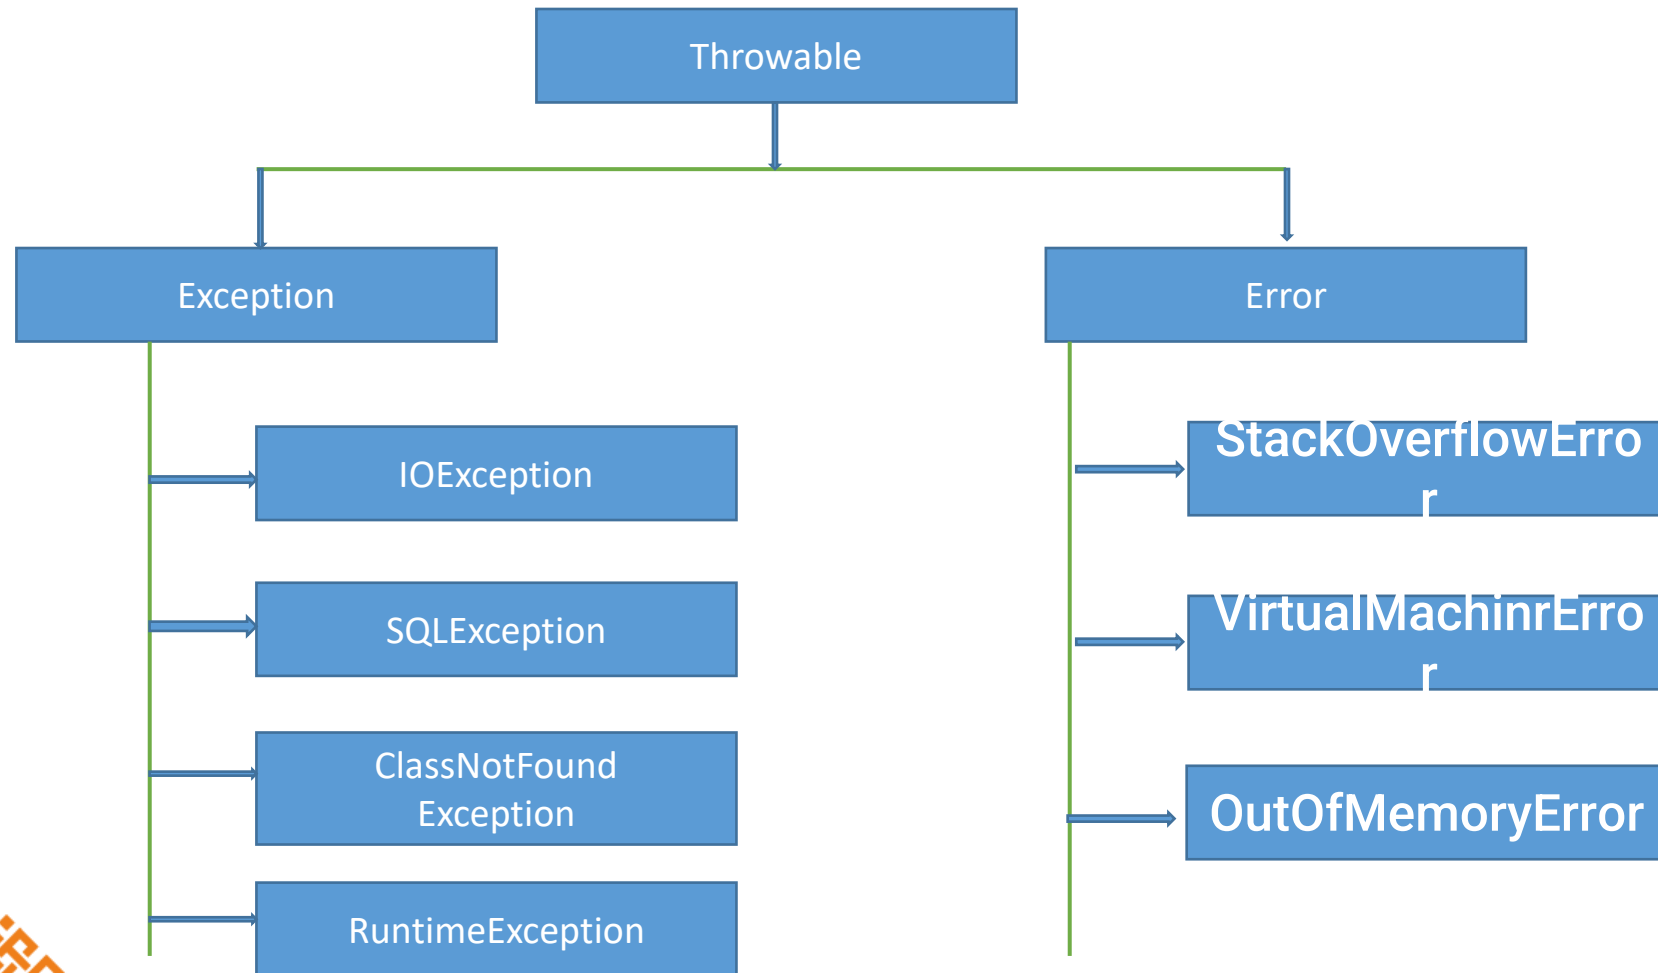 Throwable
Exception
Error
IOException
SQLException
ClassNotFound
Exception
RuntimeException
StackOverflowErro
r
VirtualMachinrErro
r
OutOfMemoryError